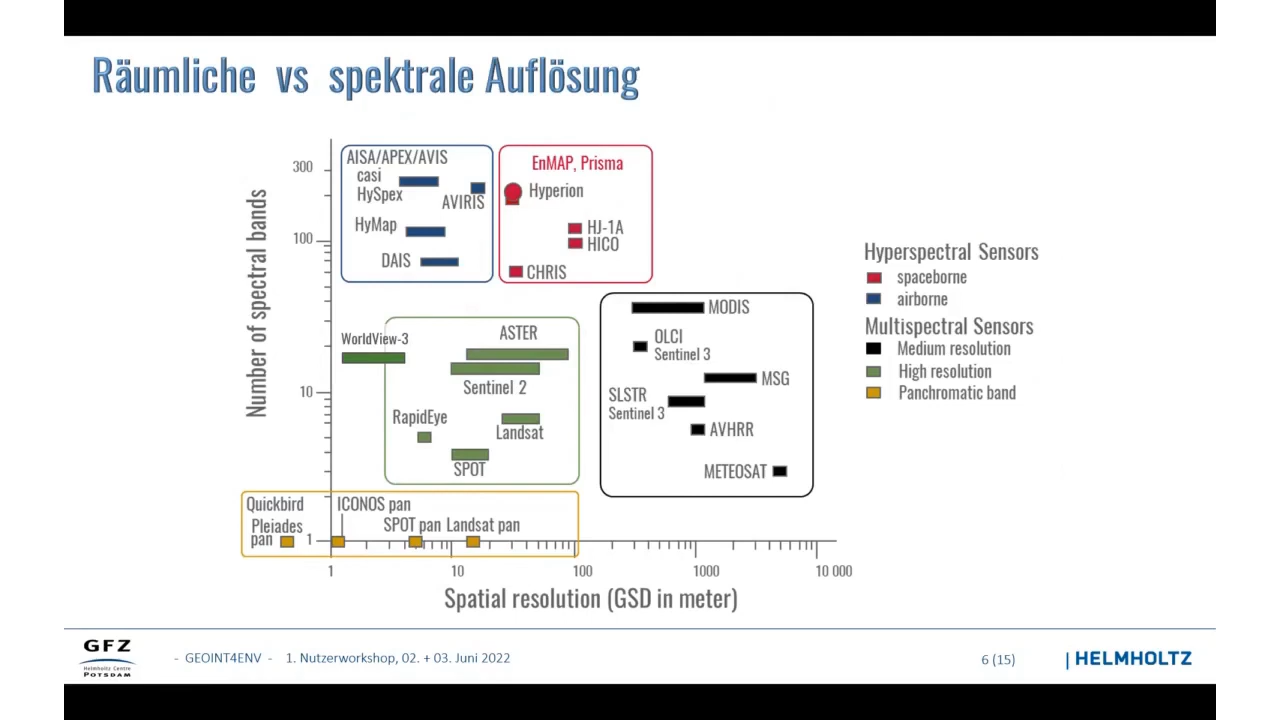 Räumliche vs spektrale Auflösung
Number of spectral bands
300
100
10
1
AISA/APEX/AVIS
casi
HySpex
AVIRIS
HyMap
DAIS
EnMAP, Prisma
Hyperion
HJ-1A
HICO
CHRIS
WorldView-3
ASTER
Sentinel 2
RapidEye
Landsat
SPOT
MODIS
OLCI
Sentinel 3
MSG
SLSTR
Sentinel 3
AVHRR
METEOSAT
Quickbird
Pleiades
pan
ICONOS pan
SPOT pan
Landsat pan
1
10
100
1000
10 000
Spatial resolution (GSD in meter)
Hyperspectral Sensors
spaceborne
airborne
Multispectral Sensors
Medium resolution
High resolution
Panchromatic band
GFZ
Helmholtz Centre
POTSDAM
- GEOINT4ENV - 1. Nutzerworkshop, 02. + 03. Juni 2022
6 (15)
HELMHOLTZ